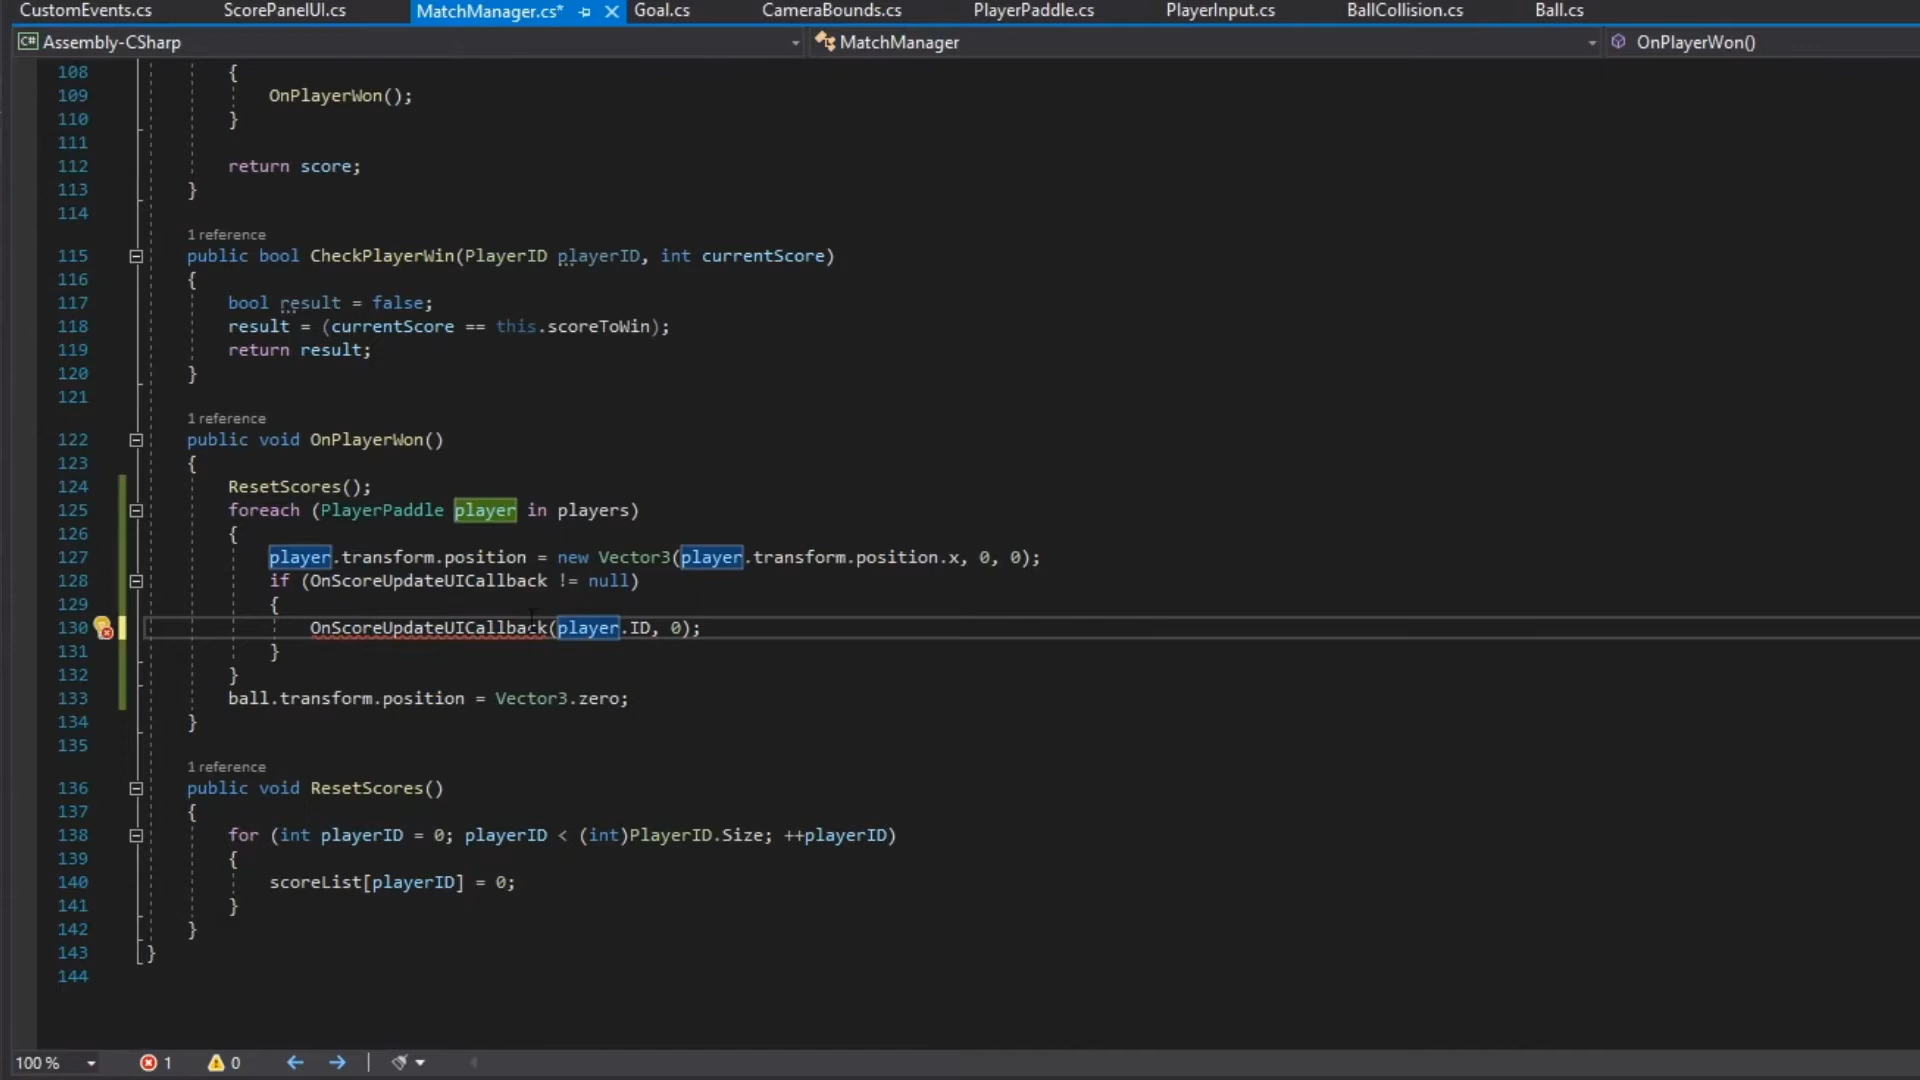 CustomEvents.cs ScorePanelUI.cs MatchManager.cs* Goal.cs CameraBounds.cs PlayerPaddle.cs PlayerInput.cs BallCollision.cs Ball.cs
C# Assembly-CSharp MatchManager OnPlayerWon()
108 {
109 OnPlayerWon();
110 }
111
112 return score;
113 }
114
1 reference
115 public bool CheckPlayerWin(PlayerID playerID, int currentScore)
116 {
117 bool result = false;
118 result = (currentScore == this.scoreToWin);
119 return result;
120 }
121
1 reference
122 public void OnPlayerWon()
123 {
124 ResetScores();
125 foreach (PlayerPaddle player in players)
126 {
127 player.transform.position = new Vector3(player.transform.position.x, 0, 0);
128 if (OnScoreUpdateUICallback != null)
129 {
130 OnScoreUpdateUICallback(player.ID, 0);
131 }
132 }
133 ball.transform.position = Vector3.zero;
134 }
135
1 reference
136 public void ResetScores()
137 {
138 for (int playerID = 0; playerID < (int)PlayerID.Size; ++playerID)
139 {
140 scoreList[playerID] = 0;
141 }
142 }
143 }
144
100 % 1 0